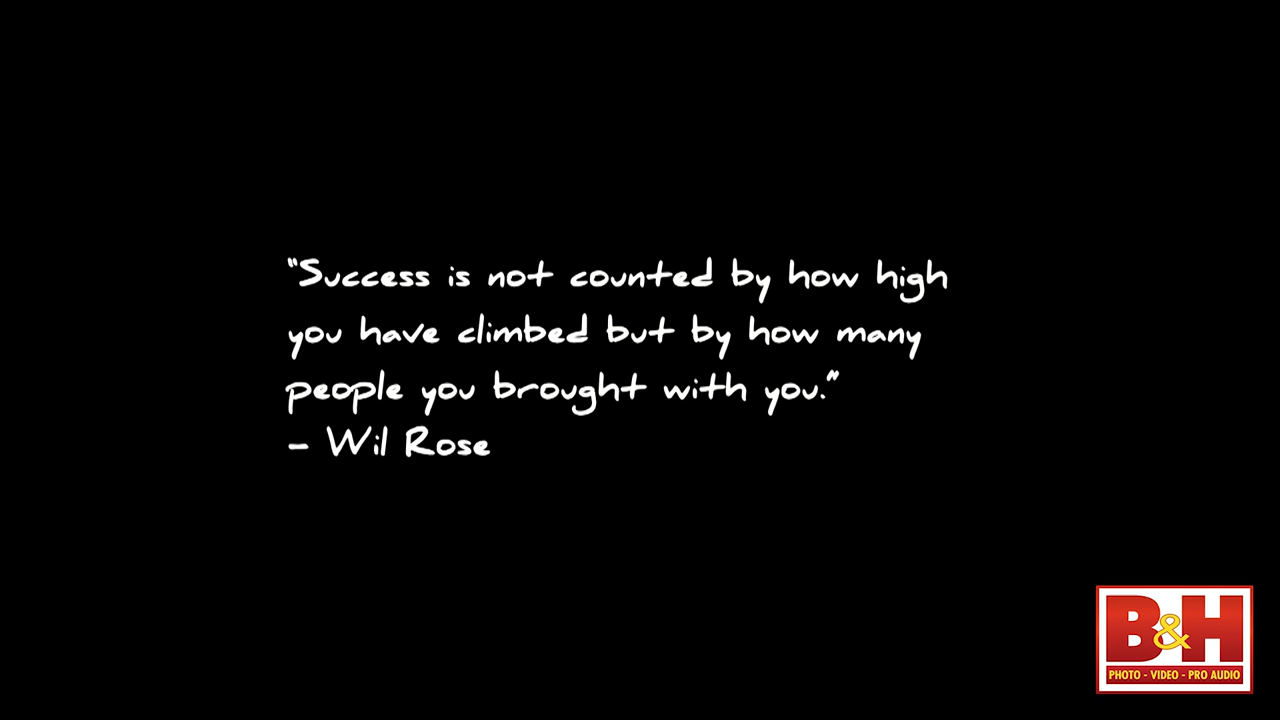 "Success is not counted by how high
you have climbed but by how many
people you brought with you."
- Wil Rose
B&H
PHOTO - VIDEO - PRO AUDIO